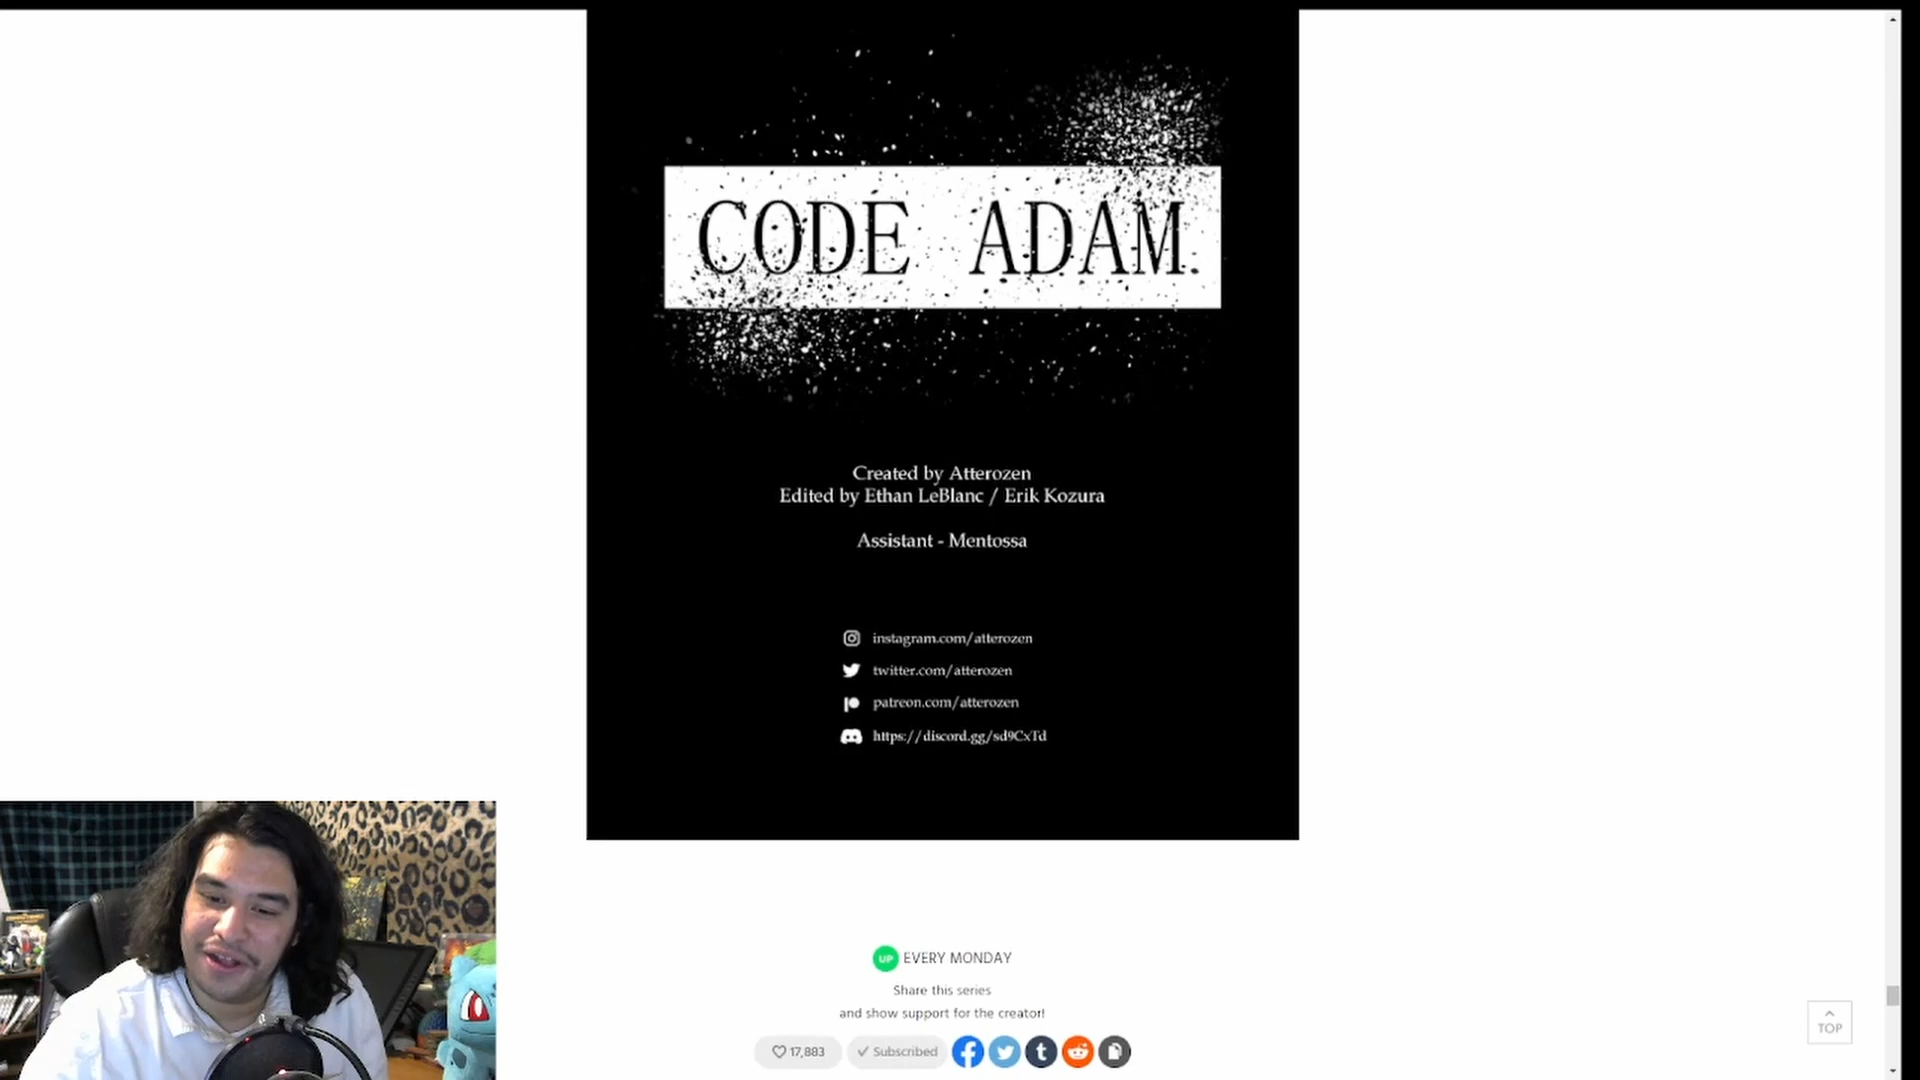 CODE ADAM.
Created by Atterozen
Edited by Ethan LeBlanc / Erik Kozura
Assistant - Mentossa
instagram.com/atterozen
twitter.com/atterozen
patreon.com/atterozen
https://discord.gg/sd9CxTd
UP EVERY MONDAY
Share this series
and show support for the creator!
17,883
Subscribed
TOP